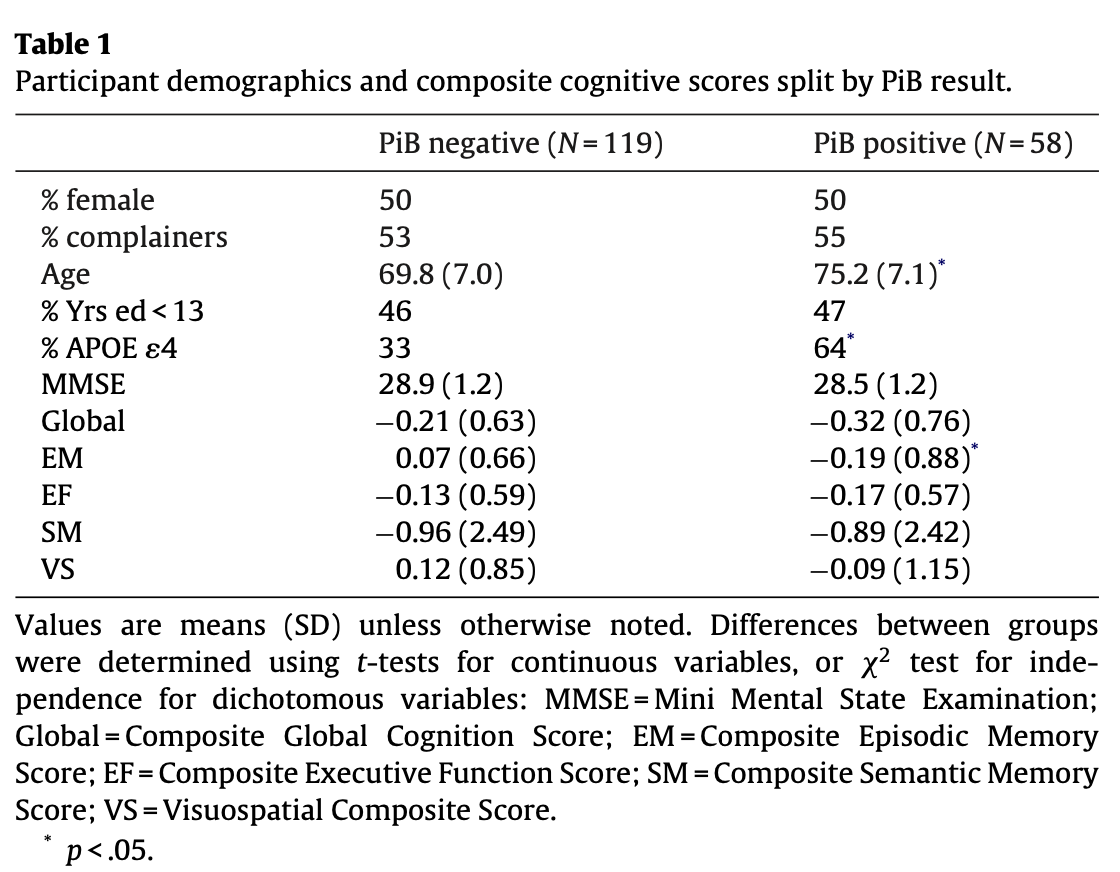 Table 1
Participant demographics and composite cognitive scores split by PiB result.
PiB negative (N = 119) PiB positive (N = 58)
% female 50 50
% complainers 53 55
Age 69.8 (7.0) 75.2 (7.1)*
% Yrs ed < 13 46 47
% APOE ε4 33 64*
MMSE 28.9 (1.2) 28.5 (1.2)
Global −0.21 (0.63) −0.32 (0.76)
EM 0.07 (0.66) −0.19 (0.88)*
EF −0.13 (0.59) −0.17 (0.57)
SM −0.96 (2.49) −0.89 (2.42)
VS 0.12 (0.85) −0.09 (1.15)
Values are means (SD) unless otherwise noted. Differences between groups
were determined using t-tests for continuous variables, or χ² test for inde-
pendence for dichotomous variables: MMSE = Mini Mental State Examination;
Global = Composite Global Cognition Score; EM = Composite Episodic Memory
Score; EF = Composite Executive Function Score; SM = Composite Semantic Memory
Score; VS = Visuospatial Composite Score.
* p < .05.